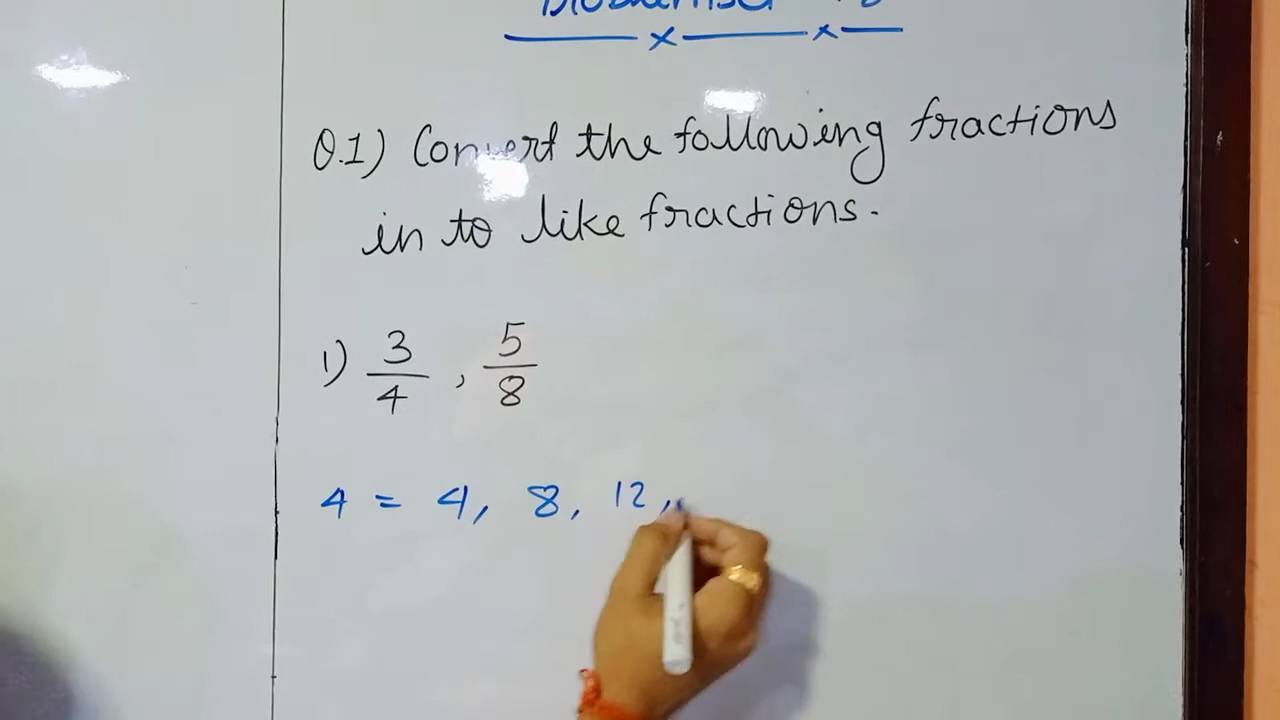 Q.1) Convert the following fractions
in to like fractions.
1) 3/4 , 5/8
4 = 4, 8, 12,